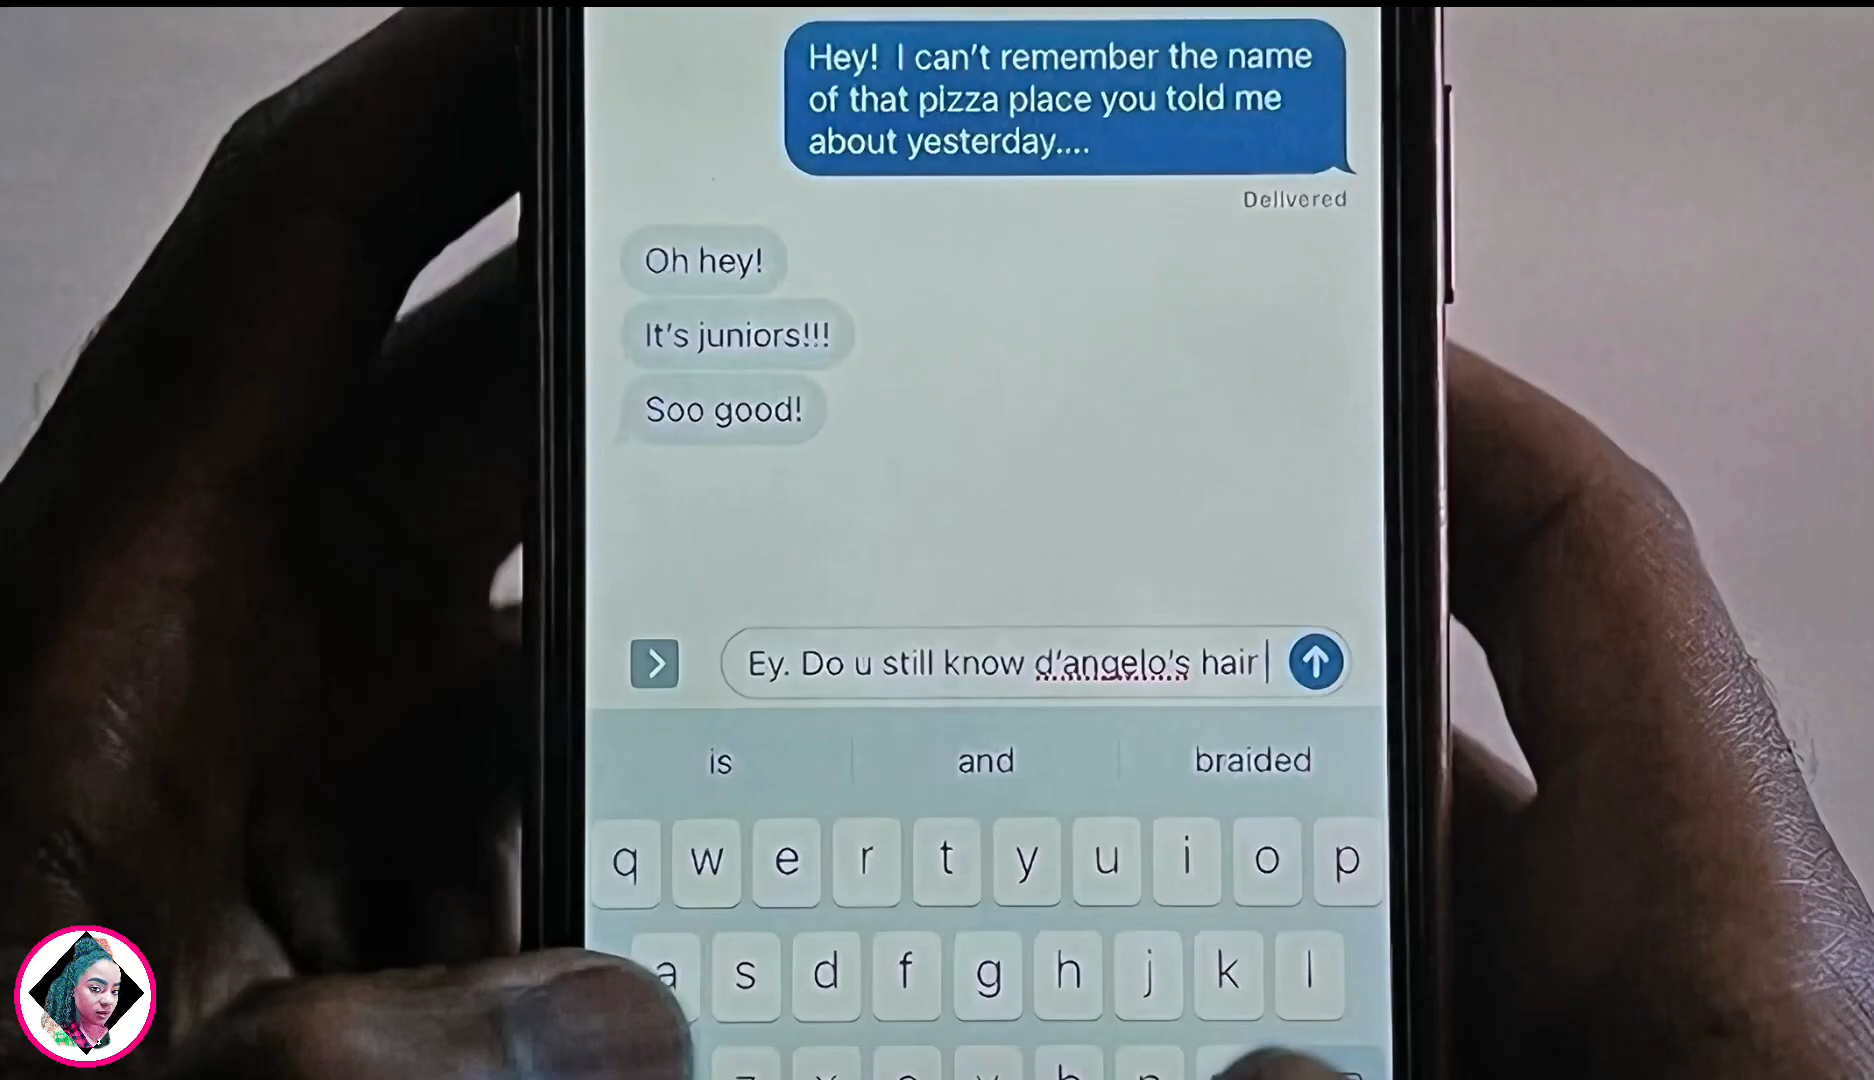 Hey! I can't remember the name
of that pizza place you told me
about yesterday....
Delivered
Oh hey!
It's juniors!!!
Soo good!
Ey. Do u still know d'angelo's hair
is and braided
q w e r t y u i o p
a s d f g h j k l